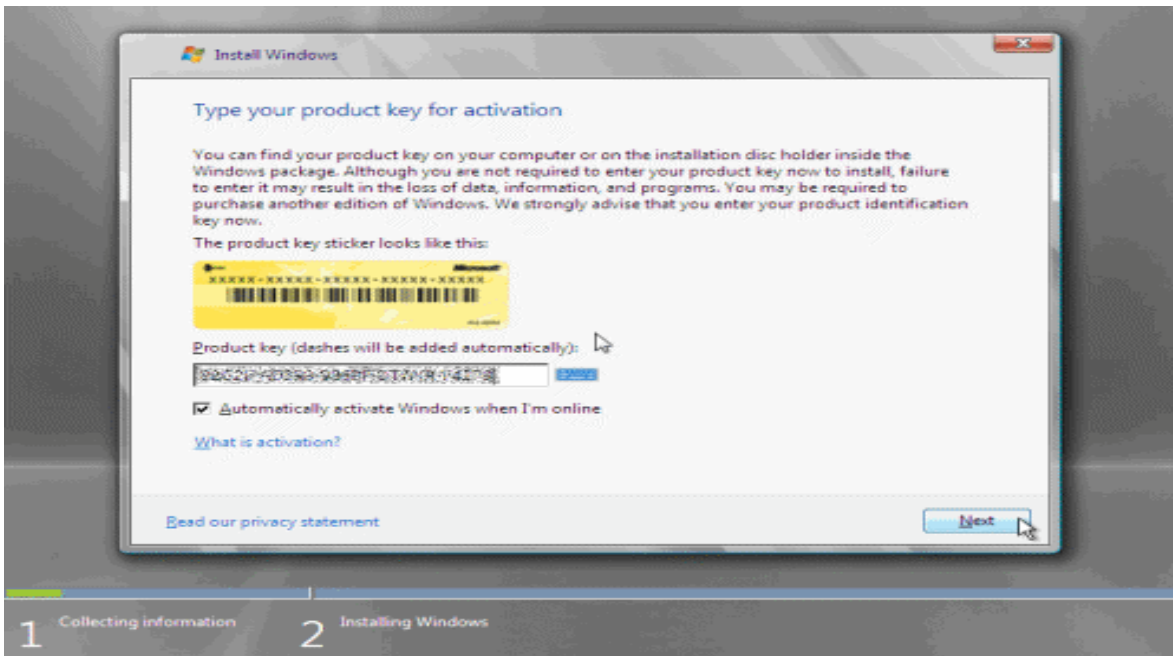 Install Windows
Type your product key for activation
You can find your product key on your computer or on the installation disc holder inside the
Windows package. Although you are not required to enter your product key now to install, failure
to enter it may result in the loss of data, information, and programs. You may be required to
purchase another edition of Windows. We strongly advise that you enter your product identification
key now.
The product key sticker looks like this:
Microsoft
XXXXX-XXXXX-XXXXX-XXXXX-XXXXX
Product key (dashes will be added automatically):
Automatically activate Windows when I'm online
What is activation?
Read our privacy statement
Next
1 Collecting information
2 Installing Windows